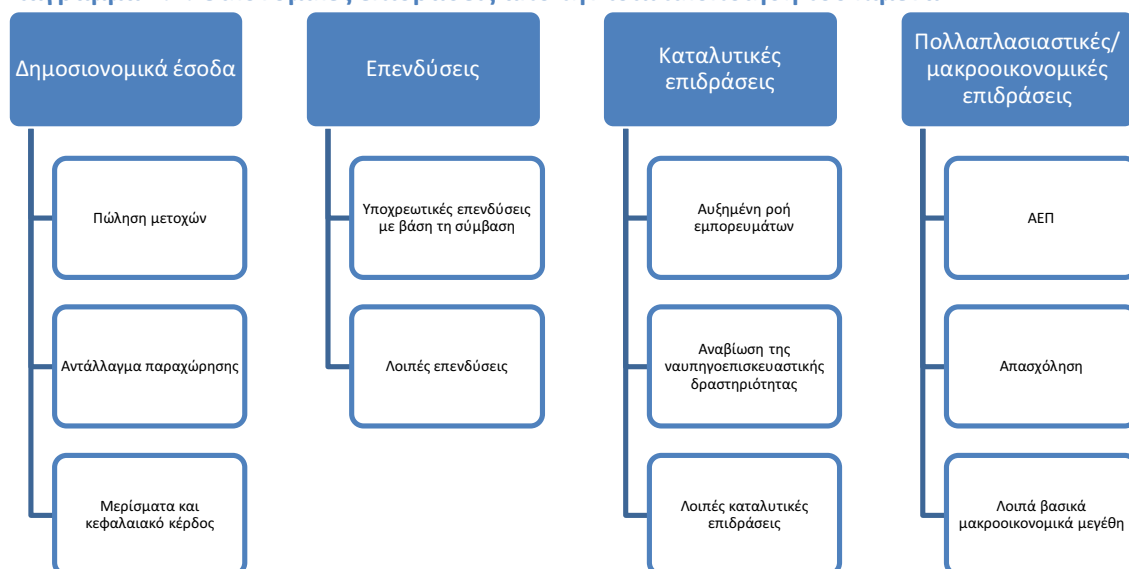 Δημοσιονομικά έσοδα
Πώληση μετοχών
Αντάλλαγμα παραχώρησης
Μερίσματα και
κεφαλαιακό κέρδος
Επενδύσεις
Υποχρεωτικές επενδύσεις
με βάση τη σύμβαση
Λοιπές επενδύσεις
Καταλυτικές
επιδράσεις
Αυξημένη ροή
εμπορευμάτων
Αναβίωση της
ναυπηγοεπισκευαστικής
δραστηριότητας
Λοιπές καταλυτικές
επιδράσεις
Πολλαπλασιαστικές/
μακροοικονομικές
επιδράσεις
ΑΕΠ
Απασχόληση
Λοιπά βασικά
μακροοικονομικά μεγέθη